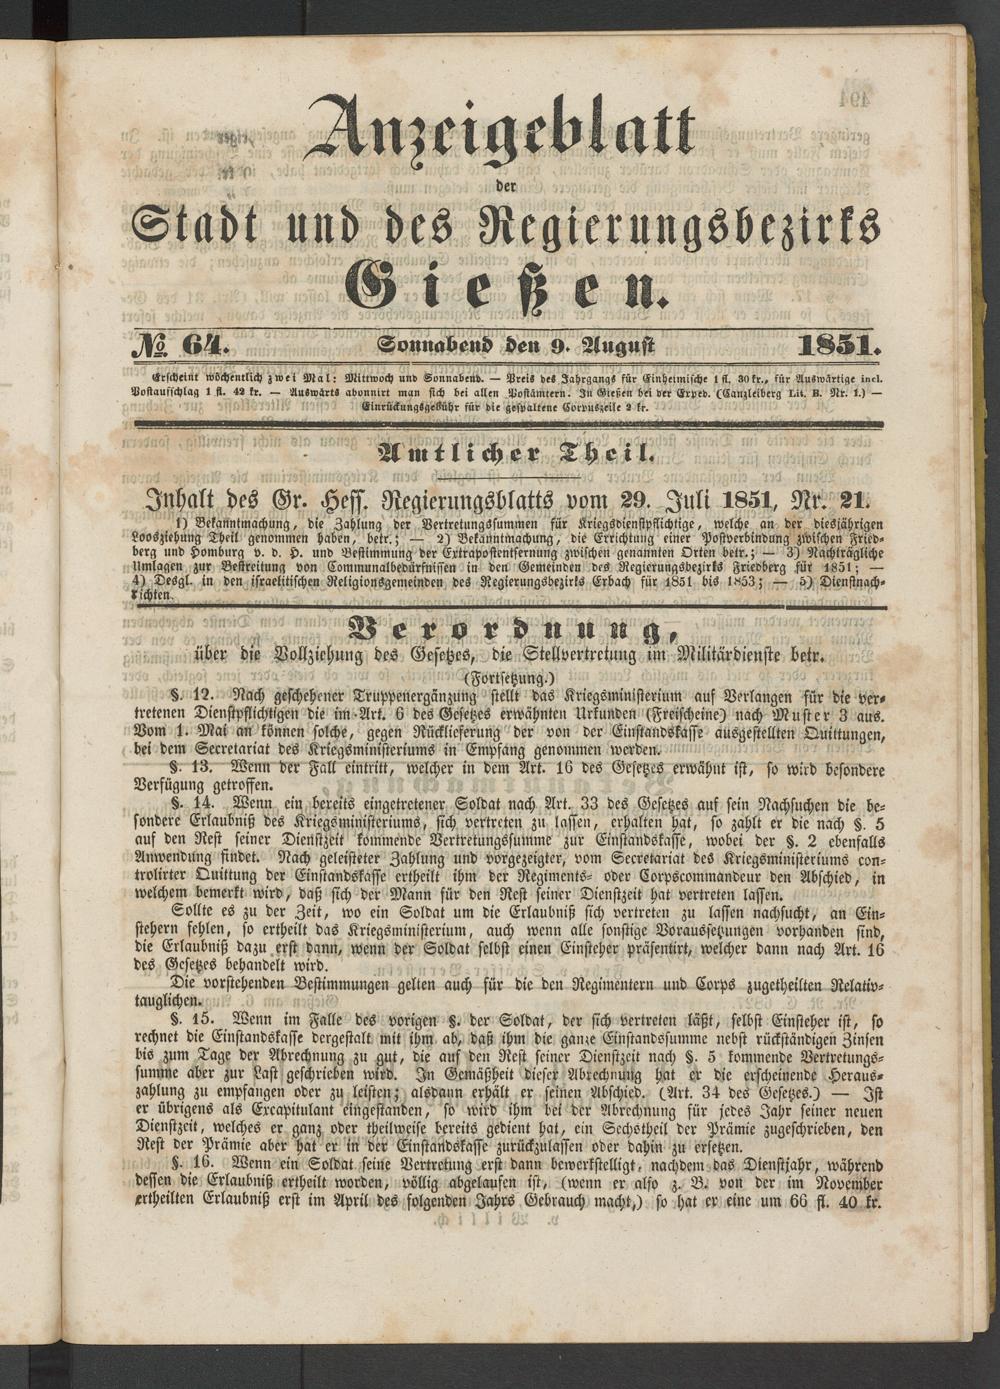 Anzeigeblatt
der
Stadt und des Regierungsbezirks
Gießen.
№ 64. Sonnabend den 9. August 1851.
Erscheint wöchentlich zwei Mal: Mittwoch und Sonnabend. — Preis des Jahrgangs für Einheimische 1 fl. 30 kr., für Auswärtige incl.
Postaufschlag 1 fl. 42 kr. — Auswärts abonnirt man sich bei allen Postämtern. In Gießen bei der Exped. (Canzleiberg Lit. B. Nr. 1.) —
Einrückungsgebühr für die gespaltene Corpuszeile 2 kr.
Amtlicher Theil.
Inhalt des Gr. Hess. Regierungsblatts vom 29. Juli 1851, Nr. 21.
1) Bekanntmachung, die Zahlung der Vertretungssummen für Kriegsdienstpflichtige, welche an der diesjährigen
Loosziehung Theil genommen haben, betr.; — 2) Bekanntmachung, die Errichtung einer Postverbindung zwischen Fried-
berg und Homburg v. d. H. und Bestimmung der Extrapostentfernung zwischen genannten Orten betr.; — 3) Nachträgliche
Umlagen zur Bestreitung von Communalbedürfnissen in den Gemeinden des Regierungsbezirks Friedberg für 1851; —
4) Desgl. in den israelitischen Religionsgemeinden des Regierungsbezirks Erbach für 1851 bis 1853; — 5) Dienstnach-
richten.
Verordnung,
über die Vollziehung des Gesetzes, die Stellvertretung im Militärdienste betr.
(Fortsetzung.)
§. 12. Nach geschehener Truppenergänzung stellt das Kriegsministerium auf Verlangen für die ver-
tretenen Dienstpflichtigen die im Art. 6 des Gesetzes erwähnten Urkunden (Freischeine) nach Muster 3 aus.
Vom 1. Mai an können solche, gegen Rücklieferung der von der Einstandskasse ausgestellten Quittungen,
bei dem Secretariat des Kriegsministeriums in Empfang genommen werden.
§. 13. Wenn der Fall eintritt, welcher in dem Art. 16 des Gesetzes erwähnt ist, so wird besondere
Verfügung getroffen.
§. 14. Wenn ein bereits eingetretener Soldat nach Art. 33 des Gesetzes auf sein Nachsuchen die be-
sondere Erlaubniß des Kriegsministeriums, sich vertreten zu lassen, erhalten hat, so zahlt er die nach §. 5
auf den Rest seiner Dienstzeit kommende Vertretungssumme zur Einstandskasse, wobei der §. 2 ebenfalls
Anwendung findet. Nach geleisteter Zahlung und vorgezeigter, vom Secretariat des Kriegsministeriums con-
trolirter Quittung der Einstandskasse ertheilt ihm der Regiments- oder Corpscommandeur den Abschied, in
welchem bemerkt wird, daß sich der Mann für den Rest seiner Dienstzeit hat vertreten lassen.
Sollte es zu der Zeit, wo ein Soldat um die Erlaubniß sich vertreten zu lassen nachsucht, an Ein-
stehern fehlen, so ertheilt das Kriegsministerium, auch wenn alle sonstige Voraussetzungen vorhanden sind,
die Erlaubniß dazu erst dann, wenn der Soldat selbst einen Einsteher präsentirt, welcher dann nach Art. 16
des Gesetzes behandelt wird.
Die vorstehenden Bestimmungen gelten auch für die den Regimentern und Corps zugetheilten Relativ-
tauglichen.
§. 15. Wenn im Falle des vorigen §. der Soldat, der sich vertreten läßt, selbst Einsteher ist, so
rechnet die Einstandskasse dergestalt mit ihm ab, daß ihm die ganze Einstandssumme nebst rückständigen Zinsen
bis zum Tage der Abrechnung zu gut, die auf den Rest seiner Dienstzeit nach §. 5 kommende Vertretungs-
summe aber zur Last geschrieben wird. In Gemäßheit dieser Abrechnung hat er die erscheinende Heraus-
zahlung zu empfangen oder zu leisten; alsdann erhält er seinen Abschied. (Art. 34 des Gesetzes.) — Ist
er übrigens als Excapitulant eingestanden, so wird ihm bei der Abrechnung für jedes Jahr seiner neuen
Dienstzeit, welches er ganz oder theilweise bereits gedient hat, ein Sechstheil der Prämie zugeschrieben, den
Rest der Prämie aber hat er in der Einstandskasse zurückzulassen oder dahin zu ersetzen.
§. 16. Wenn ein Soldat seine Vertretung erst dann bewerkstelligt, nachdem das Dienstjahr, während
dessen die Erlaubniß ertheilt worden, völlig abgelaufen ist, (wenn er also z. B. von der im November
ertheilten Erlaubniß erst im April des folgenden Jahrs Gebrauch macht,) so hat er eine um 66 fl. 40 kr.